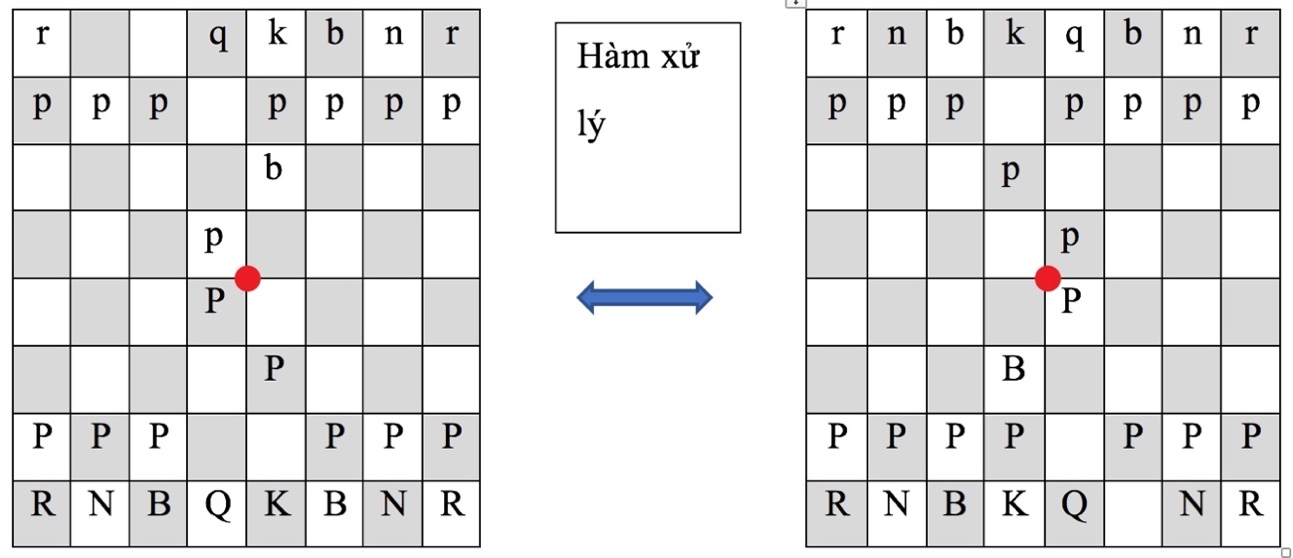 r q k b n r
p p p p p p p
b
p
P
P
P P P P P P
R N B Q K B N R
Hàm xử
lý
r n b k q b n r
p p p p p p p
p
p
P
B
P P P P P P P
R N B K Q N R